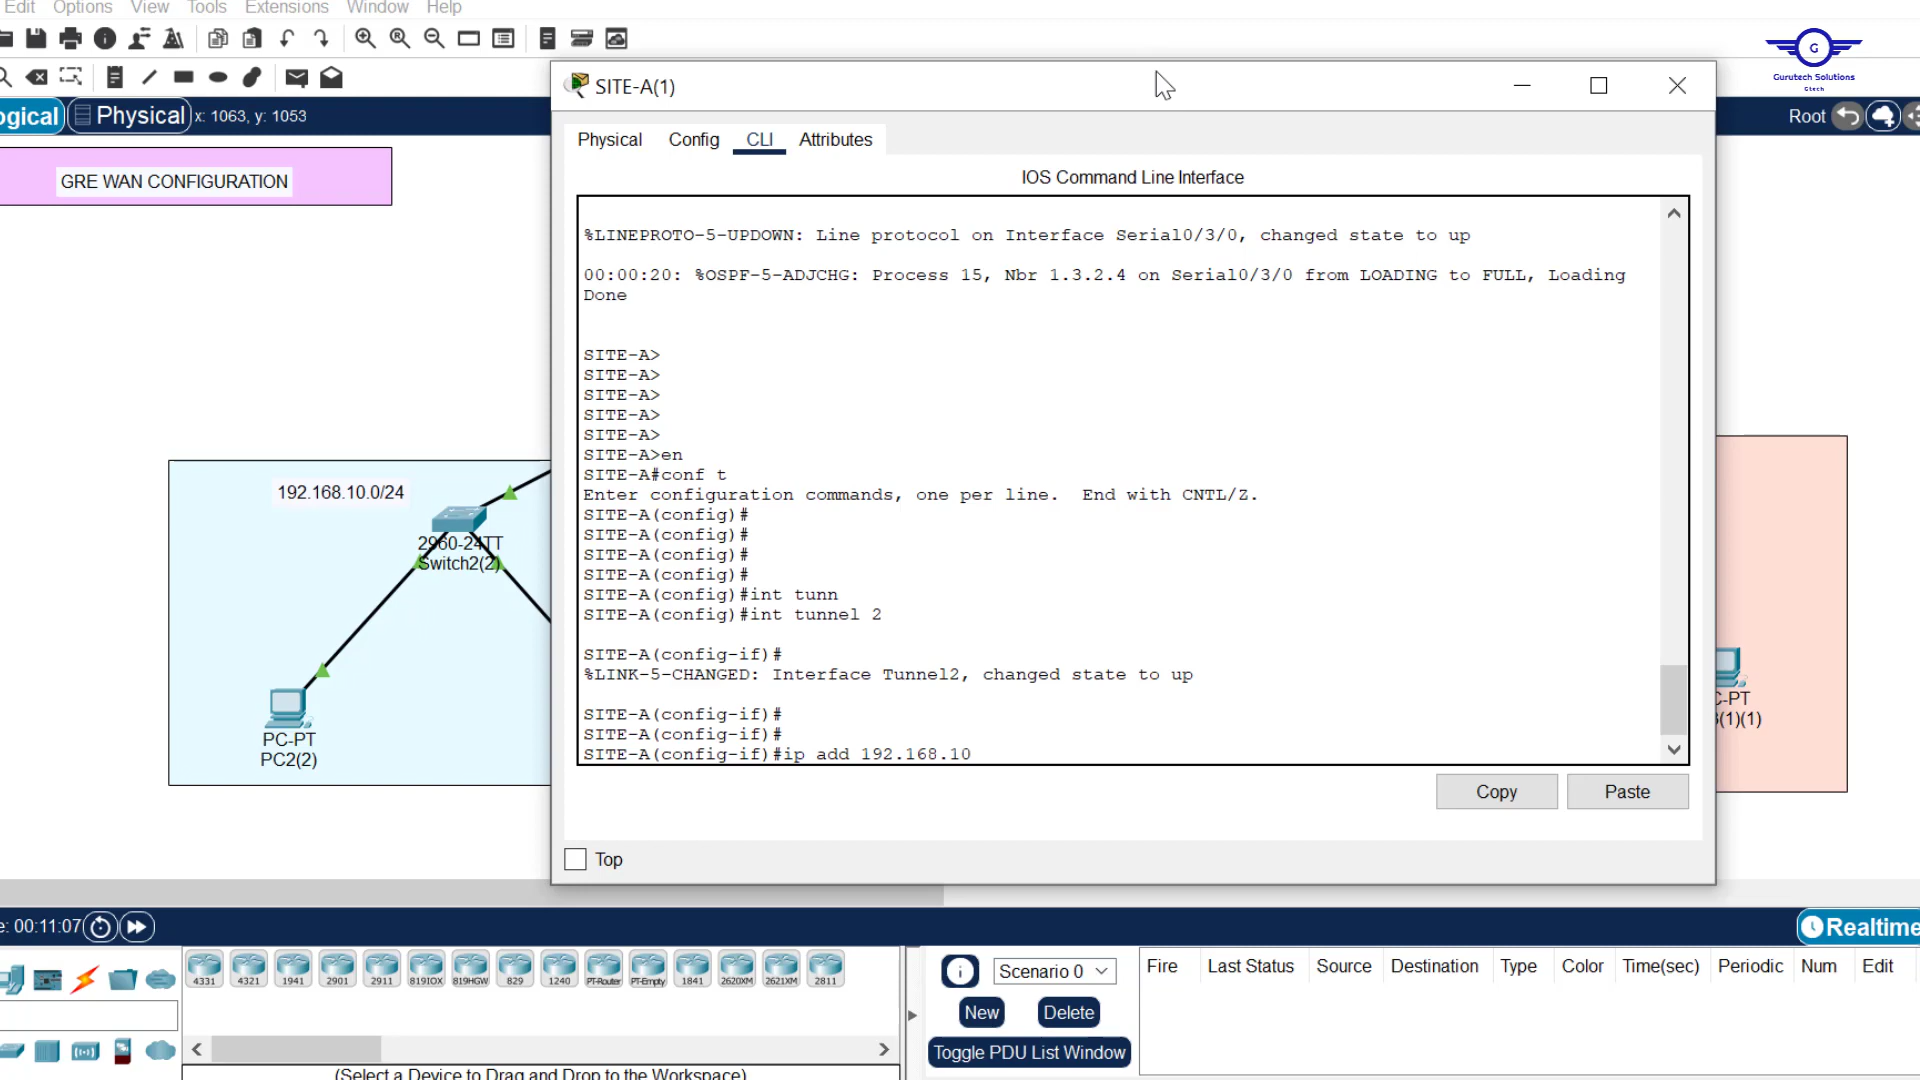 Edit Options View Tools Extensions Window Help
G
Gurutech Solutions
Gtech
ogical Physical x: 1063, y: 1053
Root
GRE WAN CONFIGURATION
SITE-A(1)
Physical Config CLI Attributes
IOS Command Line Interface
%LINEPROTO-5-UPDOWN: Line protocol on Interface Serial0/3/0, changed state to up
00:00:20: %OSPF-5-ADJCHG: Process 15, Nbr 1.3.2.4 on Serial0/3/0 from LOADING to FULL, Loading
Done
SITE-A>
SITE-A>
SITE-A>
SITE-A>
SITE-A>
SITE-A>en
SITE-A#conf t
Enter configuration commands, one per line.  End with CNTL/Z.
SITE-A(config)#
SITE-A(config)#
SITE-A(config)#
SITE-A(config)#
SITE-A(config)#int tunn
SITE-A(config)#int tunnel 2
SITE-A(config-if)#
%LINK-5-CHANGED: Interface Tunnel2, changed state to up
SITE-A(config-if)#
SITE-A(config-if)#
SITE-A(config-if)#ip add 192.168.10
Copy Paste
Top
192.168.10.0/24
2960-24TT
Switch2(2)
PC-PT
PC2(2)
C-PT
(1)(1)
e: 00:11:07
Realtime
4331 4321 1941 2901 2911 819IOX 819HGW 829 1240 PT-Router PT-Empty 1841 2620XM 2621XM 2811
Scenario 0
New Delete
Toggle PDU List Window
Fire Last Status Source Destination Type Color Time(sec) Periodic Num Edit
(Select a Device to Drag and Drop to the Workspace)